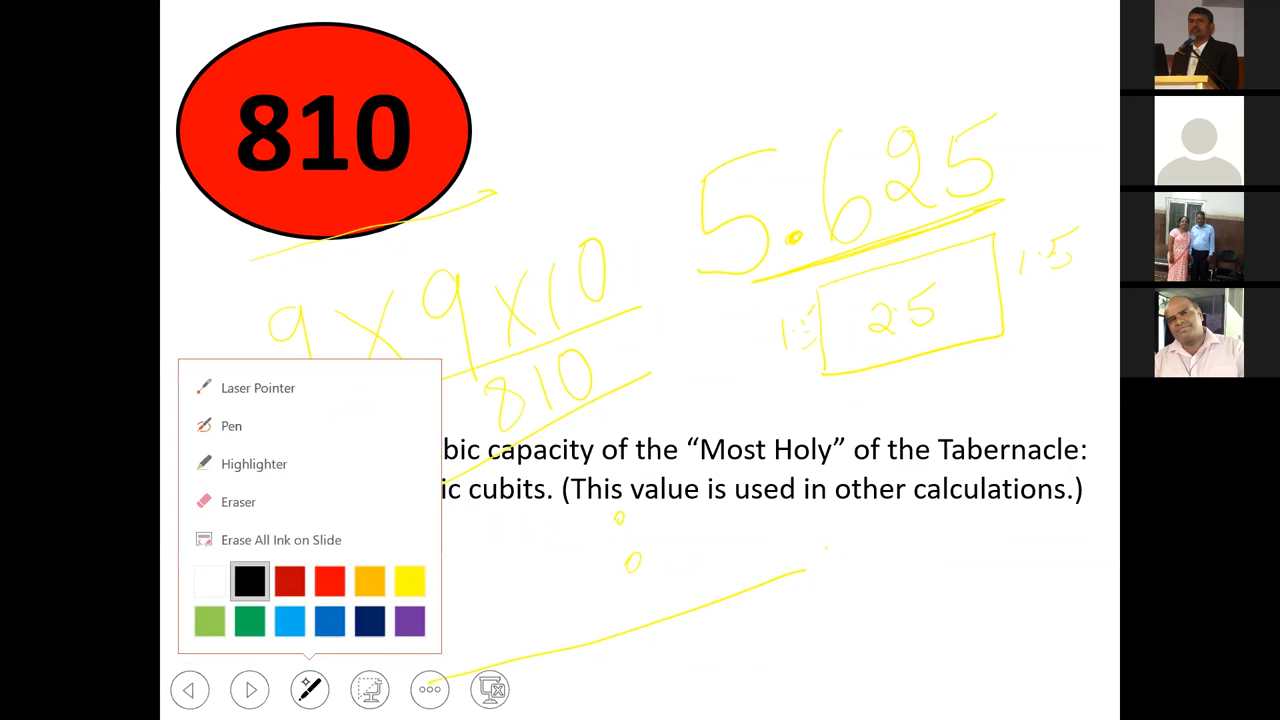 810
5.625
9 x 9 x 10
810
1.5
2.5
1.5
bic capacity of the “Most Holy” of the Tabernacle:
ic cubits. (This value is used in other calculations.)
Laser Pointer
Pen
Highlighter
Eraser
Erase All Ink on Slide